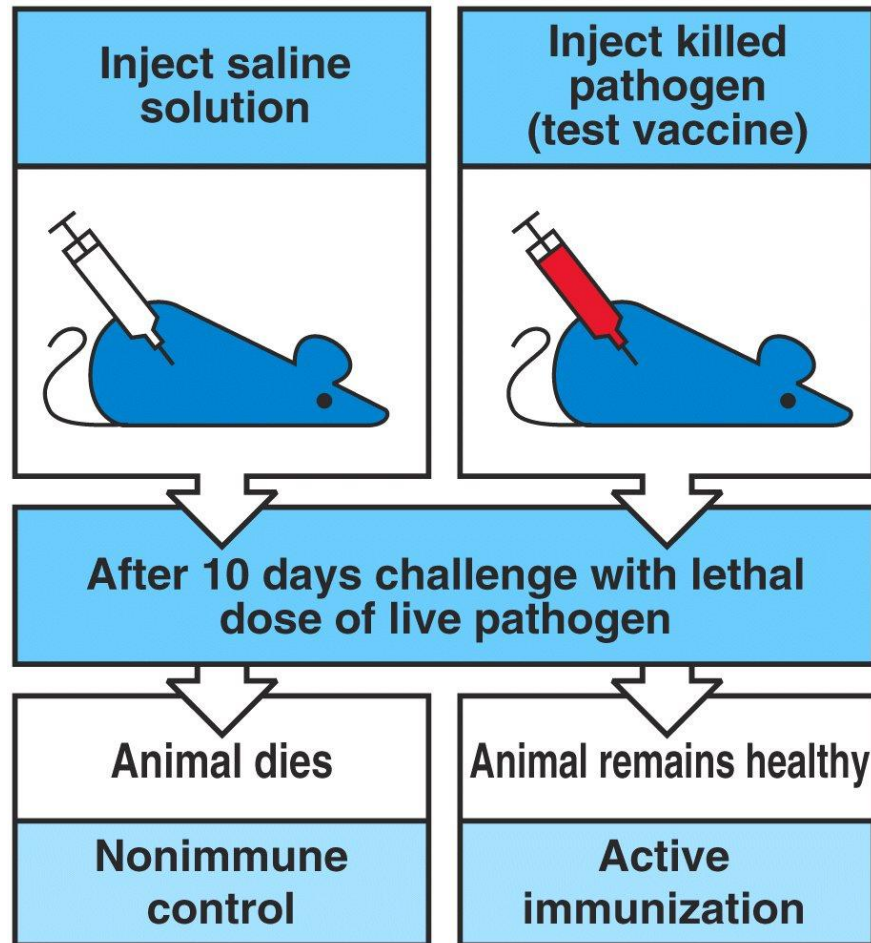 Inject saline
solution
Inject killed
pathogen
(test vaccine)
After 10 days challenge with lethal
dose of live pathogen
Animal dies
Animal remains healthy
Nonimmune
control
Active
immunization